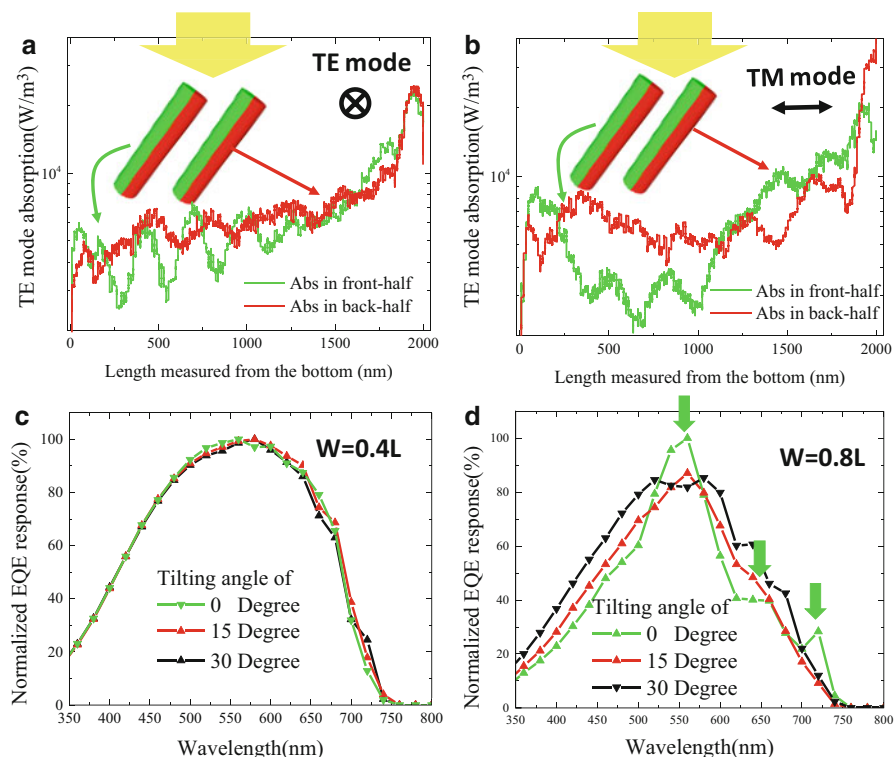 a
TE mode
TE mode absorption(W/m³)
10⁴
Abs in front-half
Abs in back-half
0 500 1000 1500 2000
Length measured from the bottom (nm)
b
TM mode
TE mode absorption(W/m³)
10⁴
Abs in front-half
Abs in back-half
0 500 1000 1500 2000
Length measured from the bottom (nm)
c
W=0.4L
Normalized EQE response(%)
100
80
60
40
20
0
Tilting angle of
0 Degree
15 Degree
30 Degree
350 400 450 500 550 600 650 700 750 800
Wavelength(nm)
d
W=0.8L
Normalized EQE response(%)
100
80
60
40
20
0
Tilting angle of
0 Degree
15 Degree
30 Degree
350 400 450 500 550 600 650 700 750 800
Wavelength(nm)